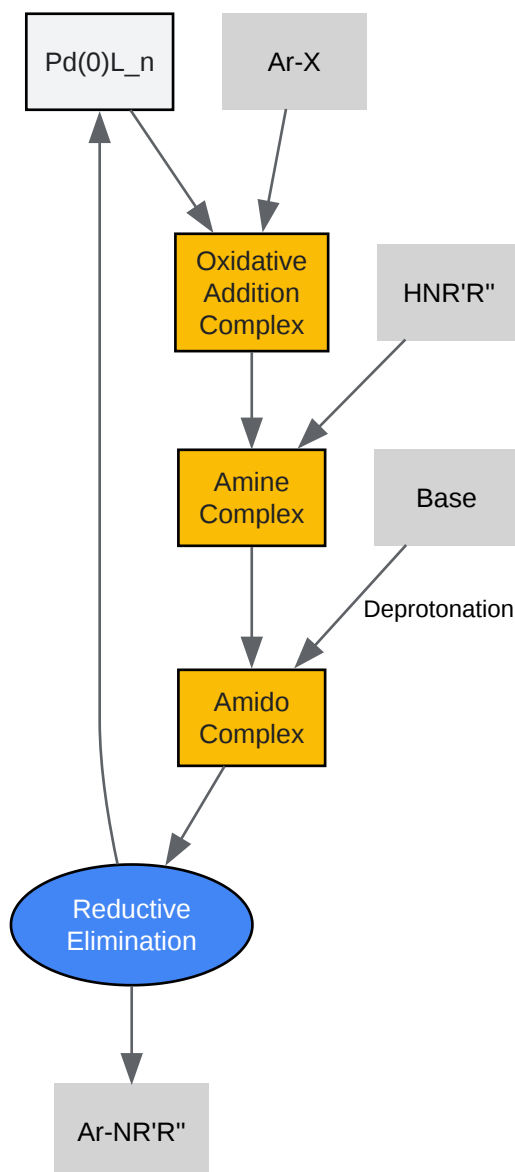 Pd(0)L_n
Ar-X
Oxidative
Addition
Complex
HNR'R"
Amine
Complex
Base
Deprotonation
Amido
Complex
Reductive
Elimination
Ar-NR'R"